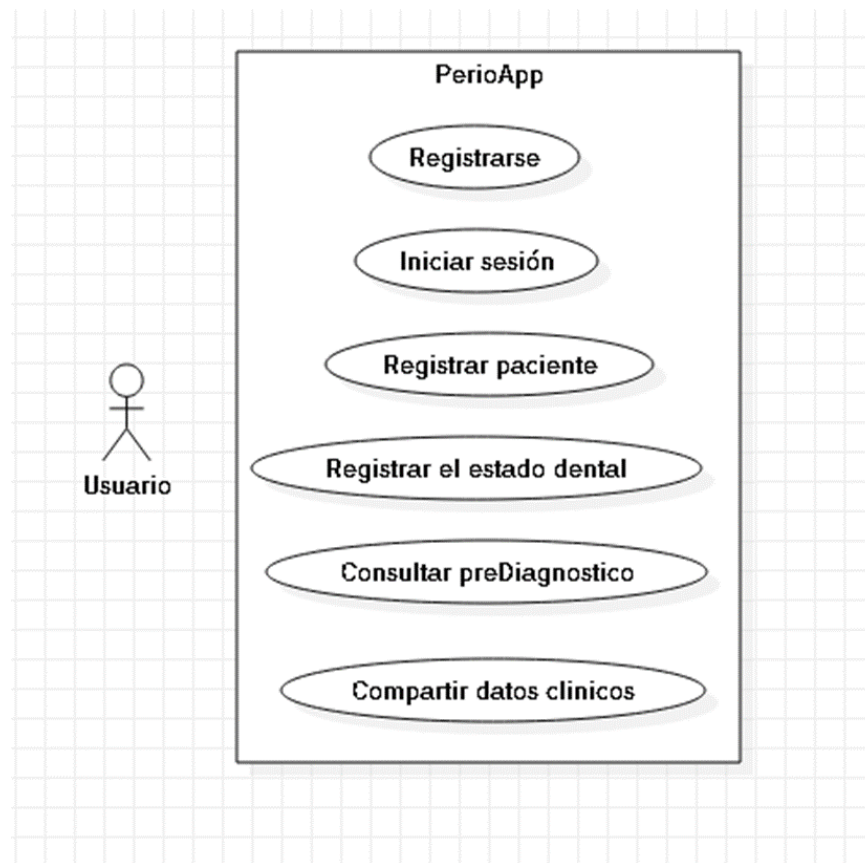 PerioApp
Registrarse
Iniciar sesión
Registrar paciente
Registrar el estado dental
Usuario
Consultar preDiagnostico
Compartir datos clinicos